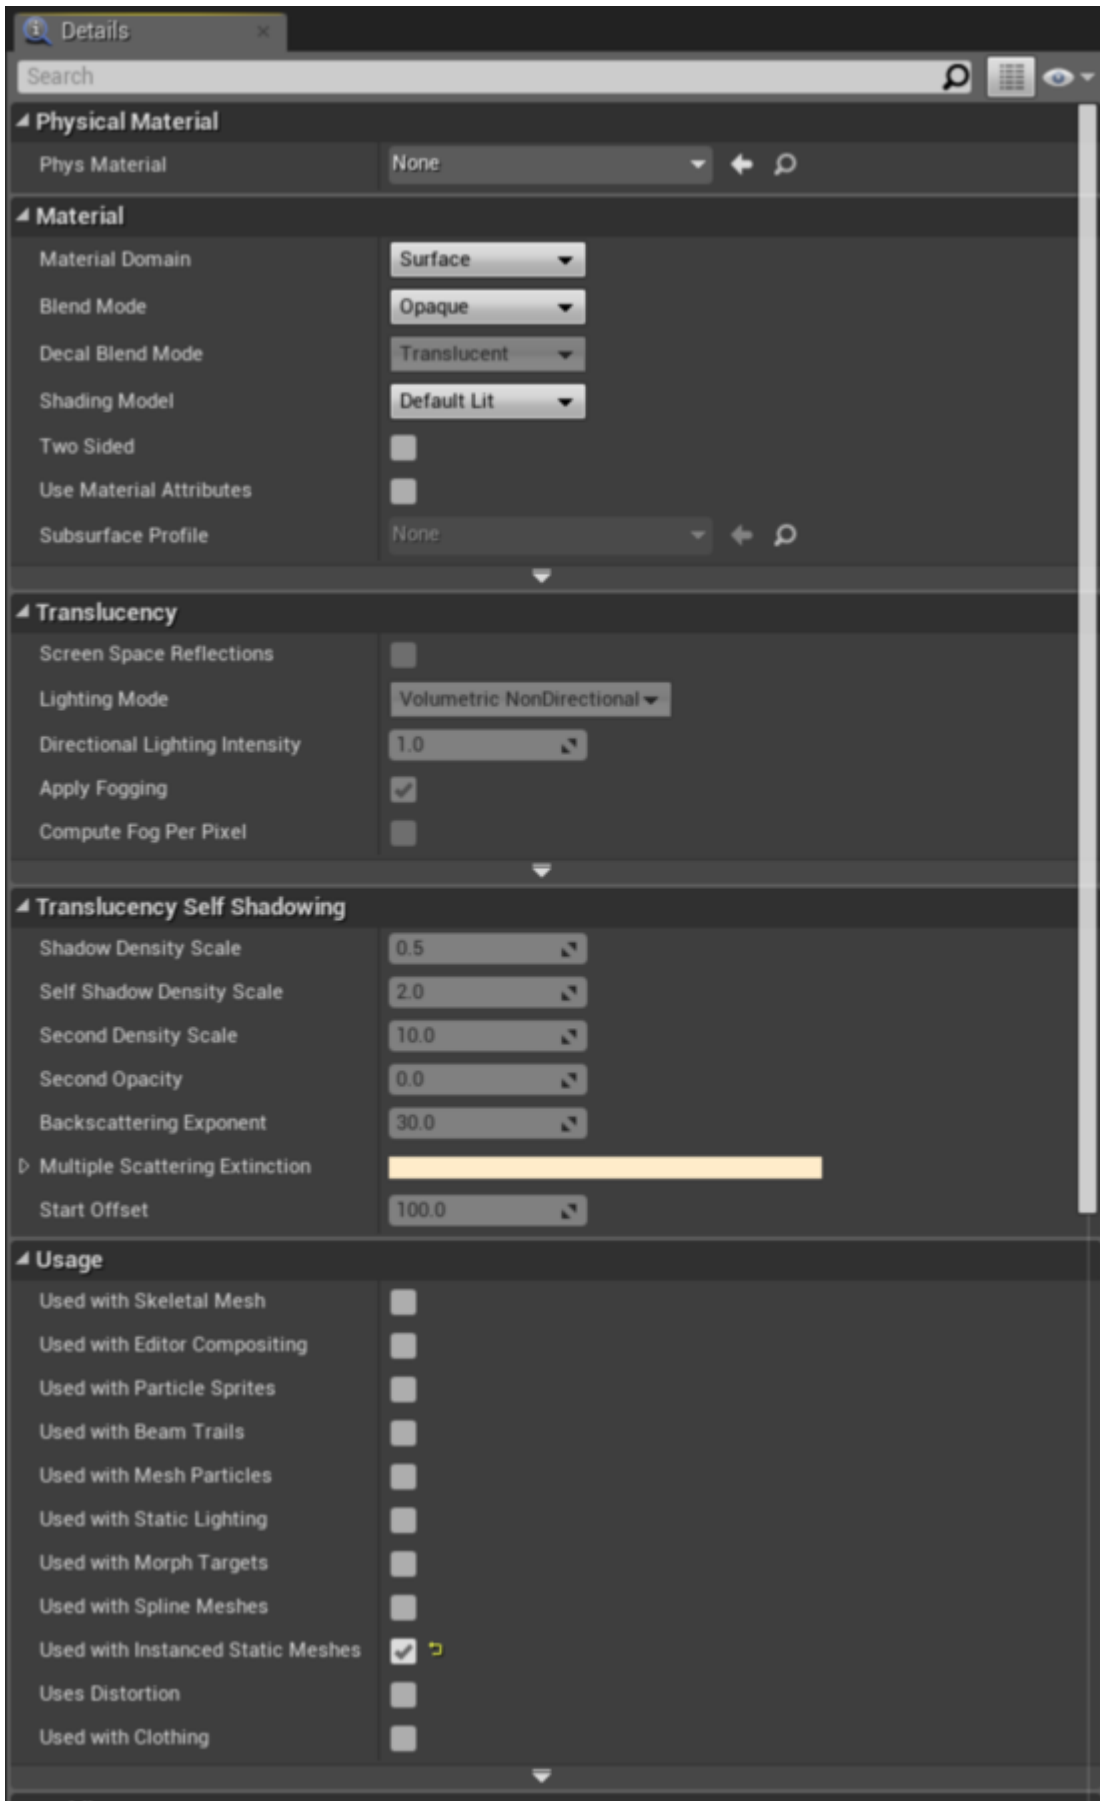 Details
Search
Physical Material
Phys Material None
Material
Material Domain Surface
Blend Mode Opaque
Decal Blend Mode Translucent
Shading Model Default Lit
Two Sided
Use Material Attributes
Subsurface Profile None
Translucency
Screen Space Reflections
Lighting Mode Volumetric NonDirectional
Directional Lighting Intensity 1.0
Apply Fogging
Compute Fog Per Pixel
Translucency Self Shadowing
Shadow Density Scale 0.5
Self Shadow Density Scale 2.0
Second Density Scale 10.0
Second Opacity 0.0
Backscattering Exponent 30.0
Multiple Scattering Extinction
Start Offset 100.0
Usage
Used with Skeletal Mesh
Used with Editor Compositing
Used with Particle Sprites
Used with Beam Trails
Used with Mesh Particles
Used with Static Lighting
Used with Morph Targets
Used with Spline Meshes
Used with Instanced Static Meshes
Uses Distortion
Used with Clothing